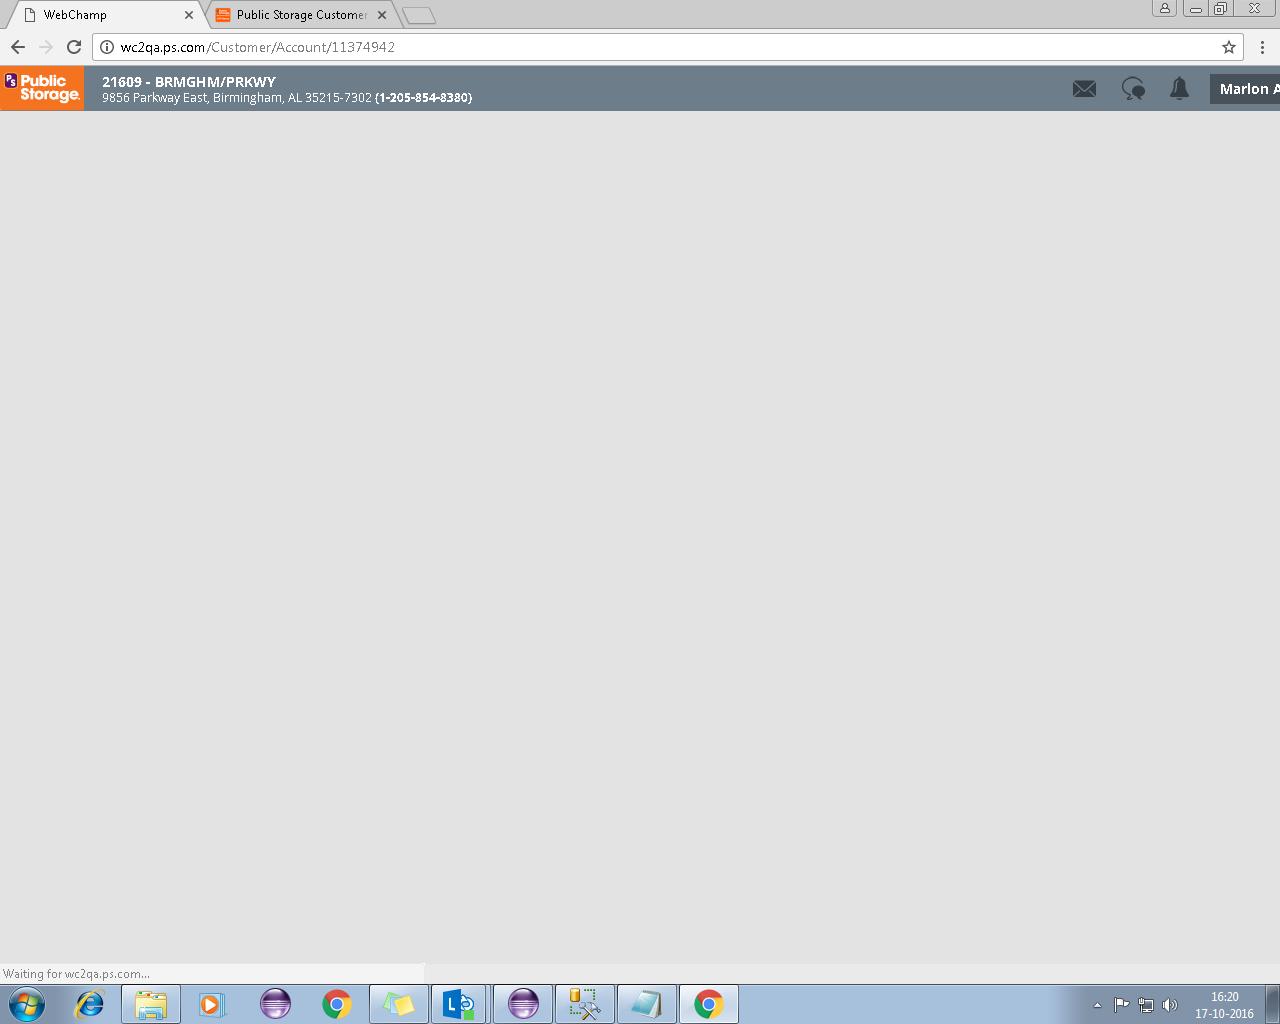 WebChamp
Public Storage Customer
wc2qa.ps.com/Customer/Account/11374942
PS Public Storage.
21609 - BRMGHM/PRKWY
9856 Parkway East, Birmingham, AL 35215-7302 (1-205-854-8380)
Marlon A
Waiting for wc2qa.ps.com...
16:20
17-10-2016